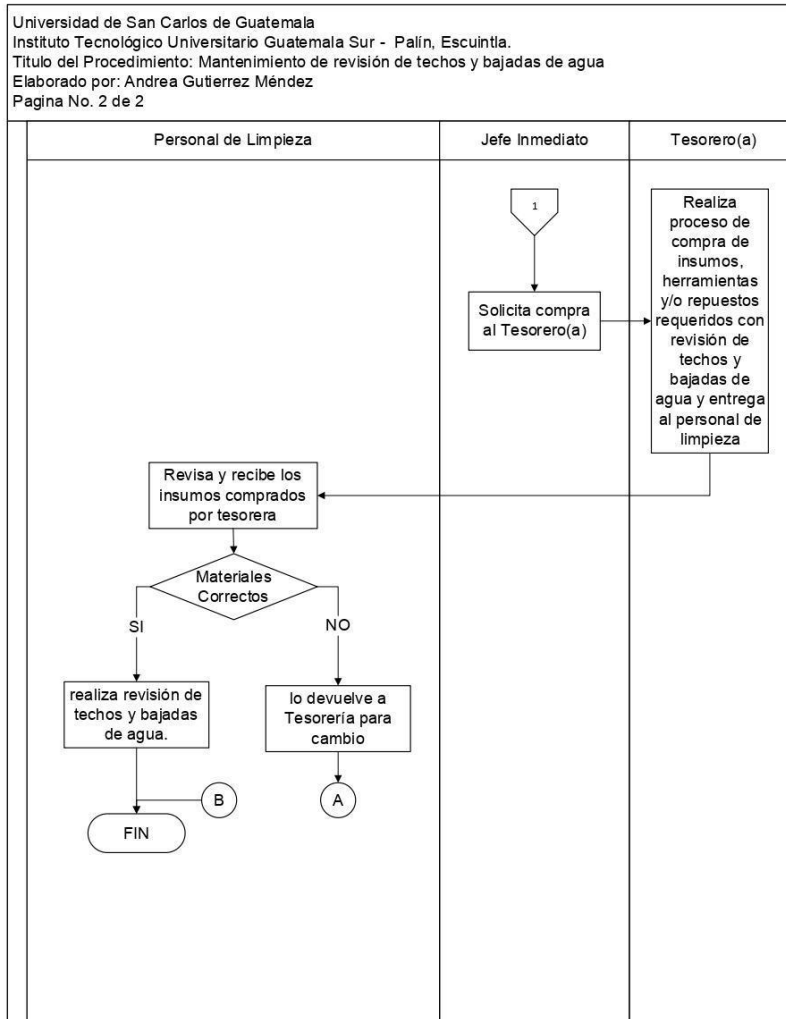 Universidad de San Carlos de Guatemala
Instituto Tecnológico Universitario Guatemala Sur - Palín, Escuintla.
Titulo del Procedimiento: Mantenimiento de revisión de techos y bajadas de agua
Elaborado por: Andrea Gutierrez Méndez
Pagina No. 2 de 2
Personal de Limpieza
Jefe Inmediato
Tesorero(a)
1
Solicita compra
al Tesorero(a)
Realiza
proceso de
compra de
insumos,
herramientas
y/o repuestos
requeridos con
revisión de
techos y
bajadas de
agua y entrega
al personal de
limpieza
Revisa y recibe los
insumos comprados
por tesorera
Materiales
Correctos
SI
NO
realiza revisión de
techos y bajadas
de agua.
lo devuelve a
Tesorería para
cambio
B
A
FIN